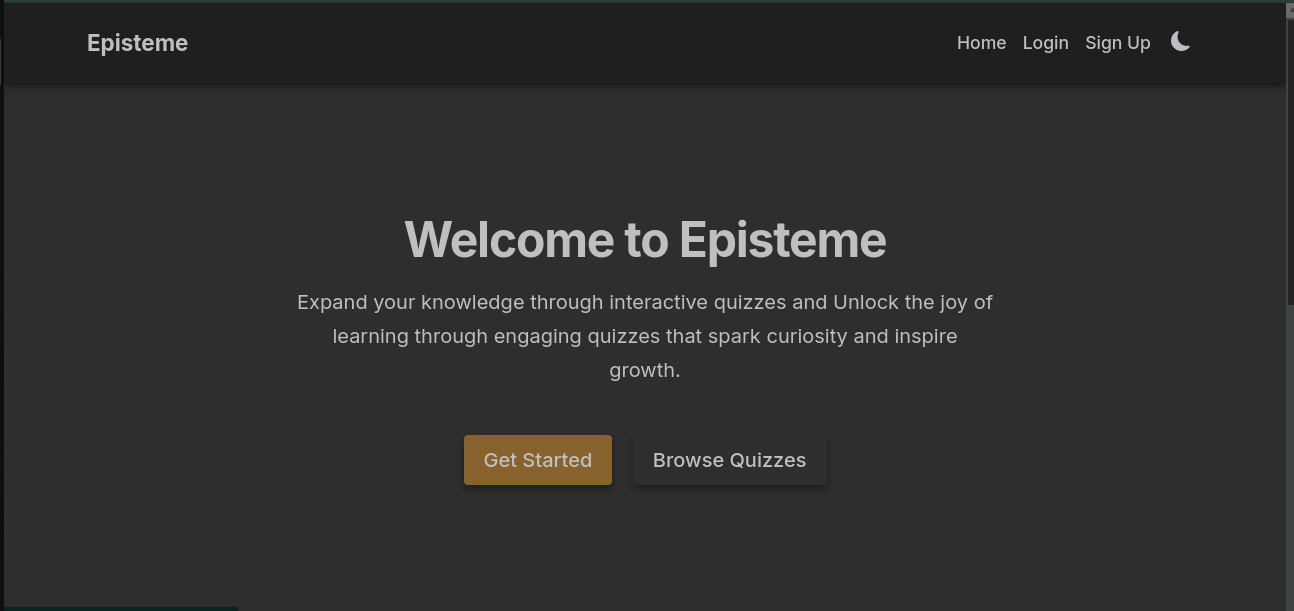 Episteme
Home Login Sign Up
Welcome to Episteme
Expand your knowledge through interactive quizzes and Unlock the joy of
learning through engaging quizzes that spark curiosity and inspire
growth.
Get Started Browse Quizzes